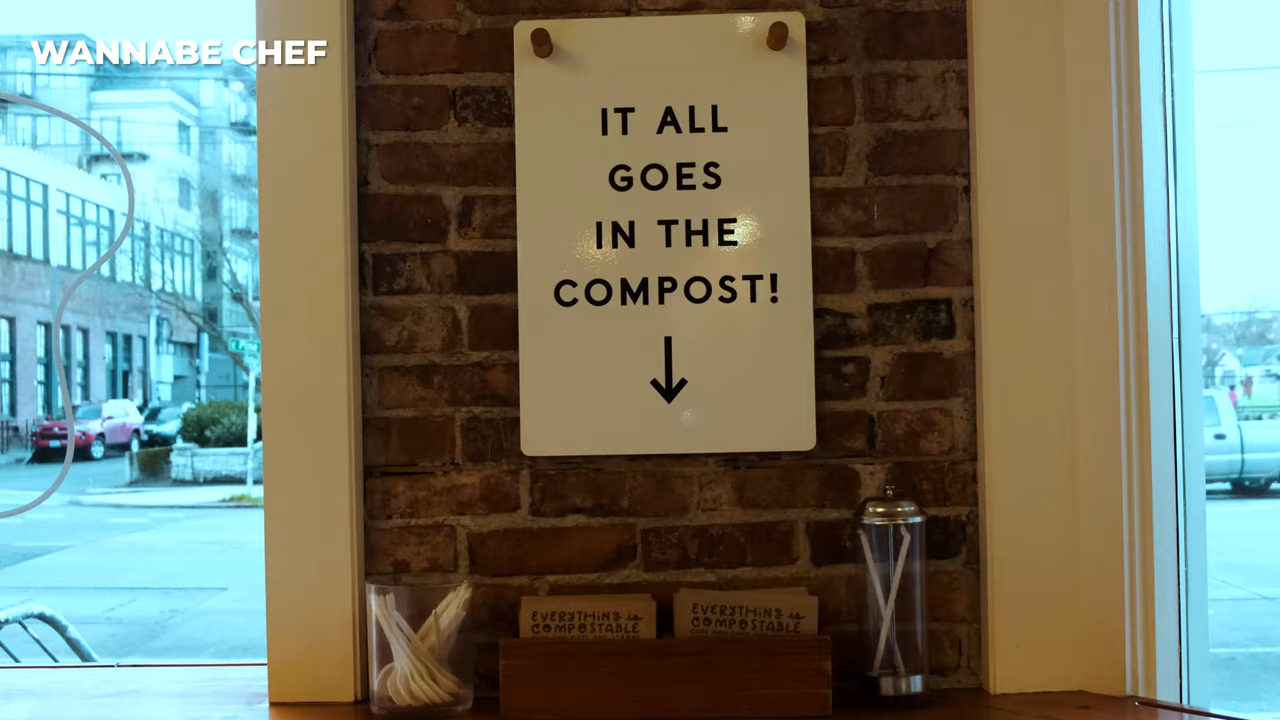 WANNABE CHEF
IT ALL
GOES
IN THE
COMPOST!
EVERYTHING is
COMPOSTABLE
EVERYTHING is
COMPOSTABLE